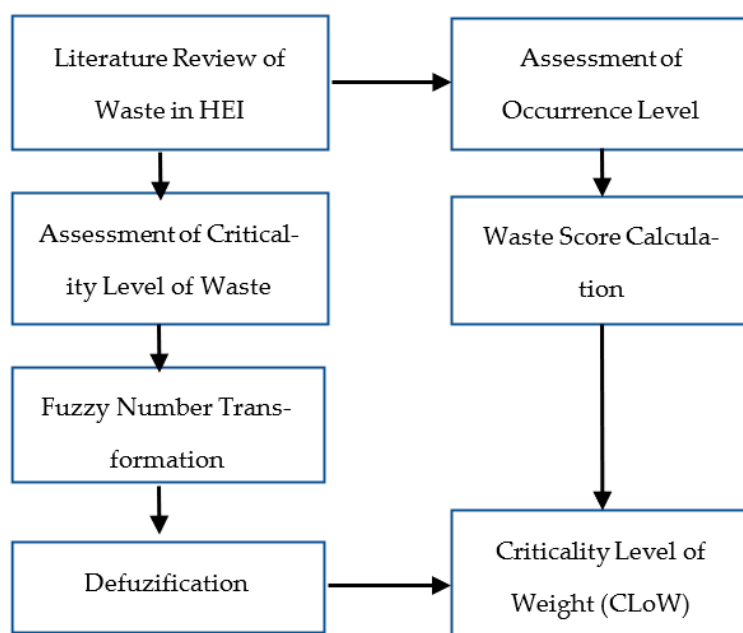 Literature Review of
Waste in HEI
Assessment of
Occurrence Level
Assessment of Critical-
ity Level of Waste
Waste Score Calcula-
tion
Fuzzy Number Trans-
formation
Defuzification
Criticality Level of
Weight (CLoW)